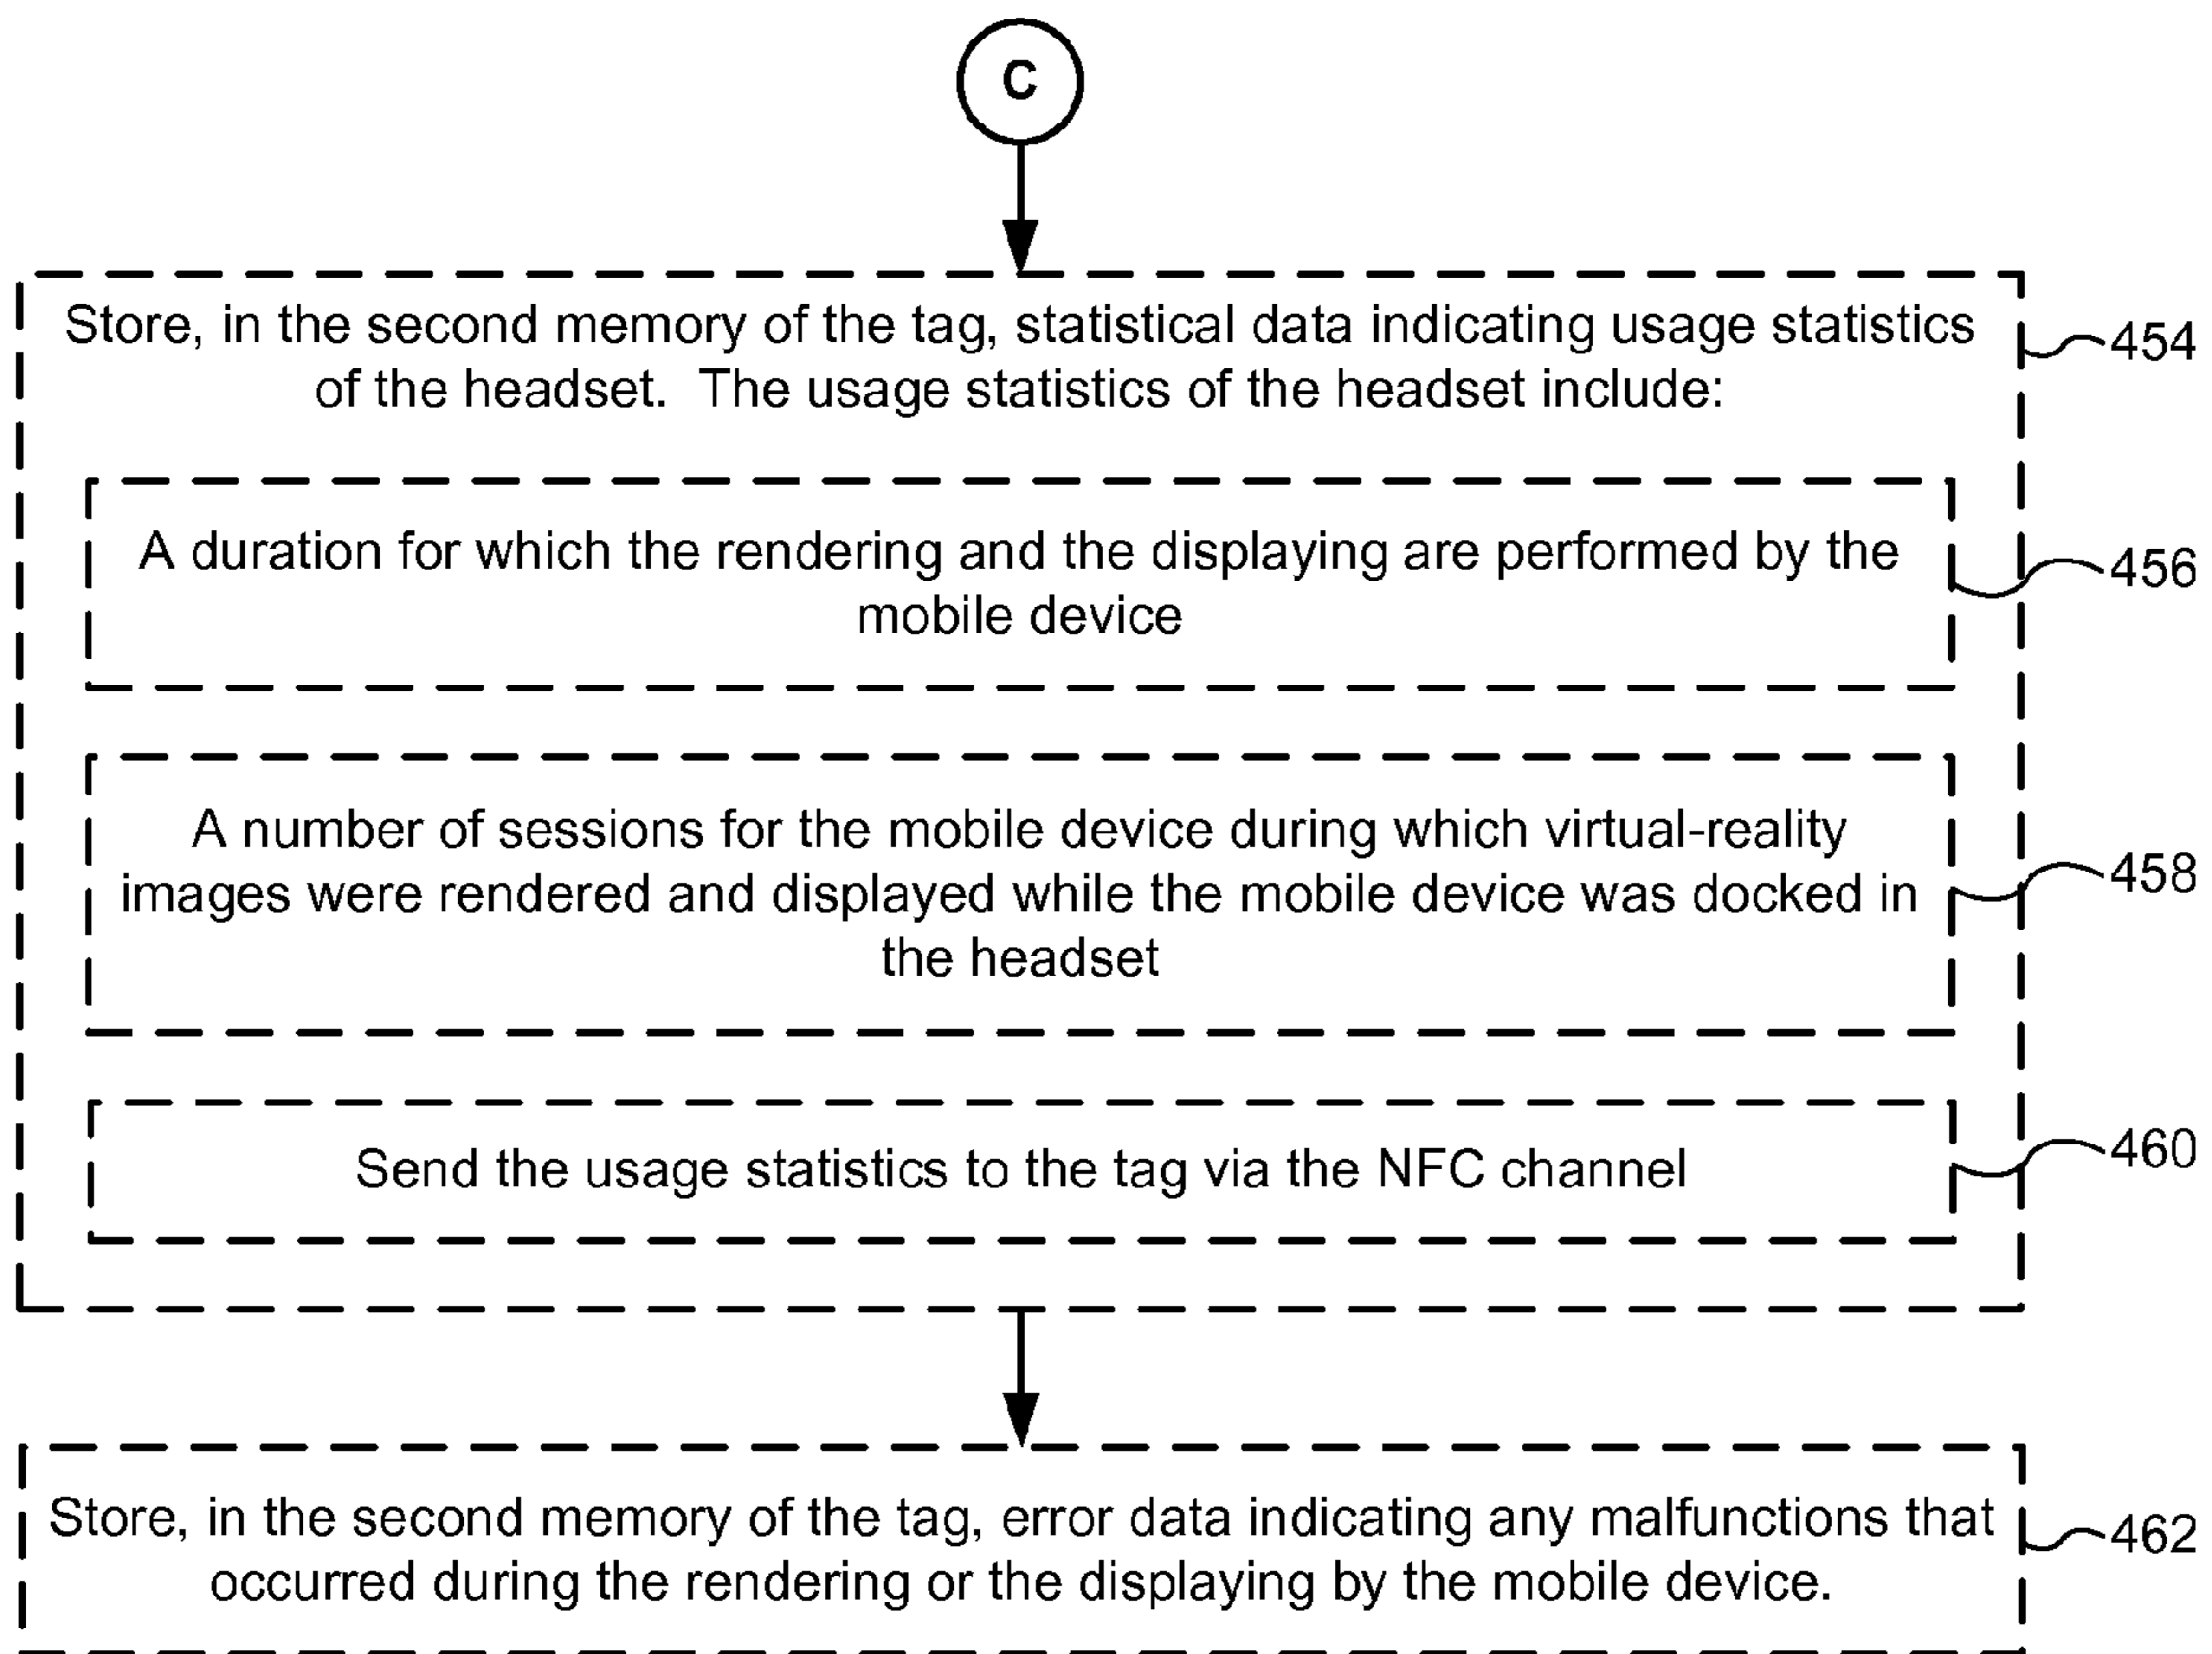 C
Store, in the second memory of the tag, statistical data indicating usage statistics
of the headset.  The usage statistics of the headset include:
454
A duration for which the rendering and the displaying are performed by the
mobile device
456
A number of sessions for the mobile device during which virtual-reality
images were rendered and displayed while the mobile device was docked in
the headset
458
Send the usage statistics to the tag via the NFC channel
460
Store, in the second memory of the tag, error data indicating any malfunctions that
occurred during the rendering or the displaying by the mobile device.
462